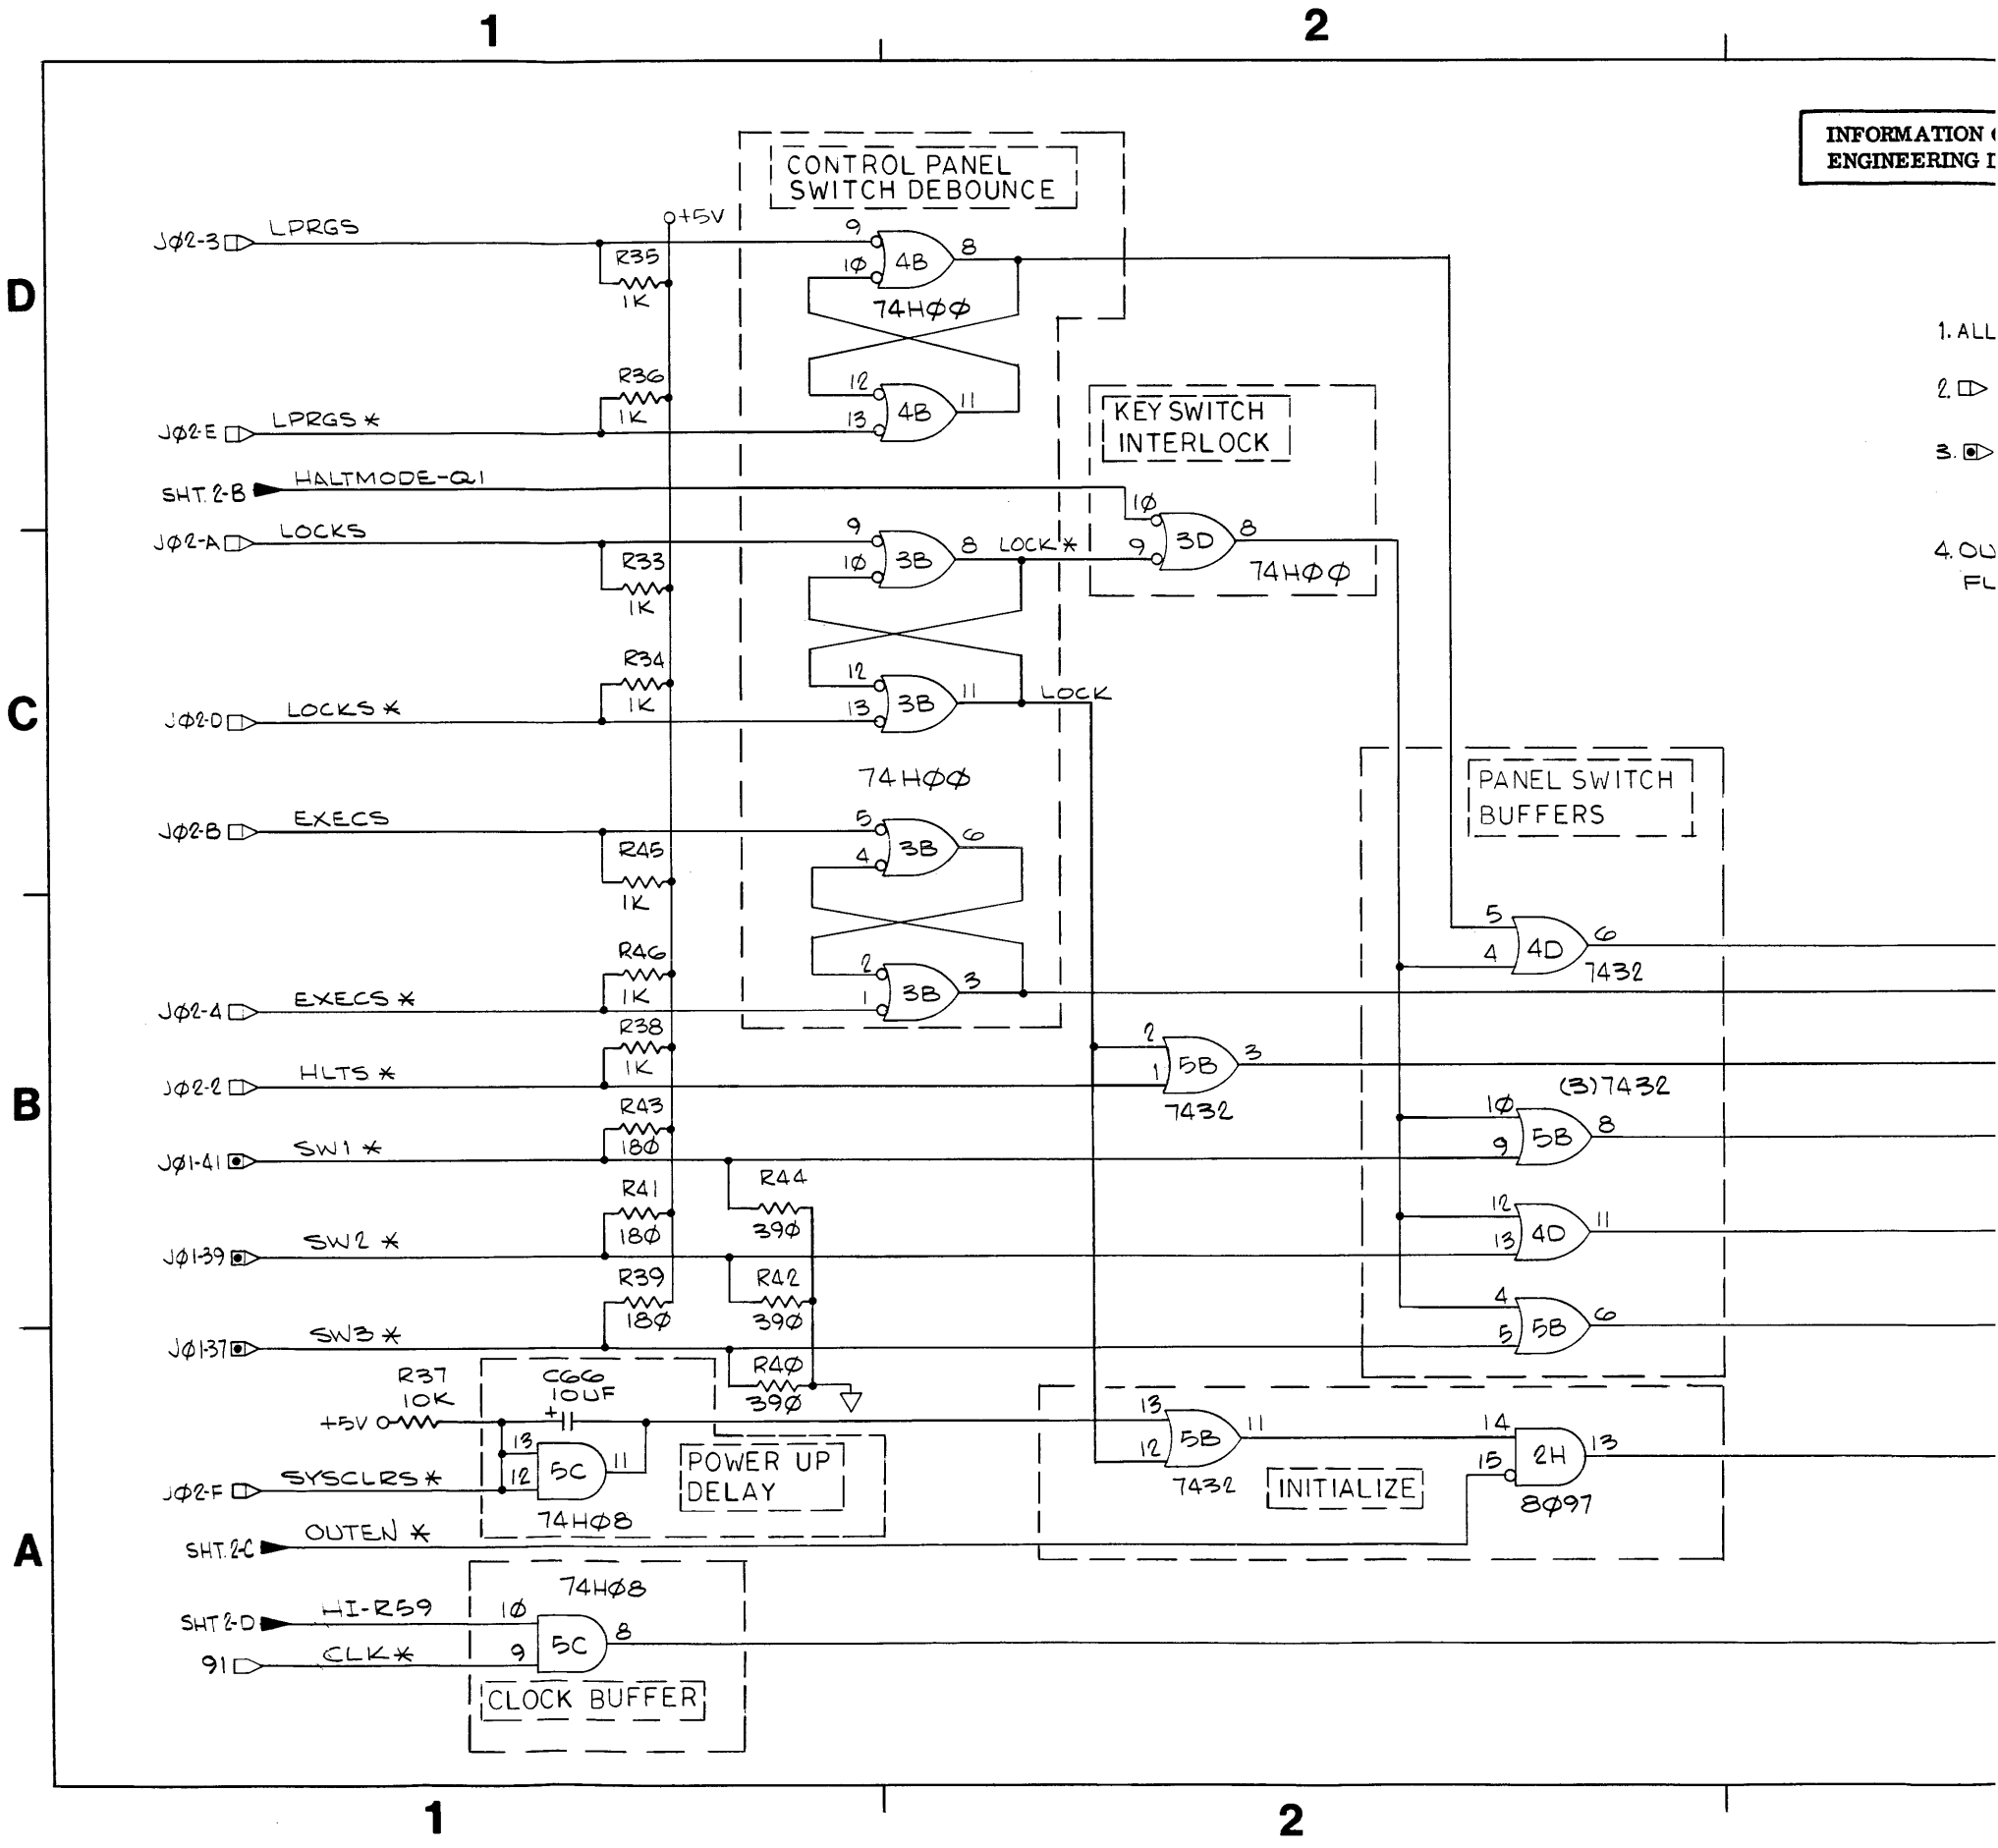 1
2
INFORMATION
ENGINEERING
CONTROL PANEL
SWITCH DEBOUNCE
JØ2-3
LPRGS
+5V
R35
1K
9
1Ø
4B
8
74HØØ
D
1. ALL
2.
R36
1K
12
13
4B
11
JØ2-E
LPRGS *
KEY SWITCH
INTERLOCK
3.
SHT. 2-B
HALTMODE-Q1
1Ø
9
3D
8
74HØØ
JØ2-A
LOCKS
R33
1K
9
1Ø
3B
8
LOCK *
4. OU
FL
R34
1K
12
13
3B
11
LOCK
C
JØ2-D
LOCKS *
74HØØ
PANEL SWITCH
BUFFERS
JØ2-B
EXECS
R45
1K
5
4
3B
6
5
4
4D
6
7432
R46
1K
2
1
3B
3
JØ2-4
EXECS *
R38
1K
2
1
5B
3
7432
JØ2-2
HLTS *
B
(3)7432
R43
18Ø
1Ø
9
5B
8
JØ1-41
SW1 *
R44
39Ø
R41
18Ø
12
13
4D
11
JØ1-39
SW2 *
R39
18Ø
R42
39Ø
4
5
5B
6
JØ1-37
SW3 *
R37
10K
C66
10UF
R4Ø
39Ø
+5V
+
13
12
5C
11
74HØ8
POWER UP
DELAY
13
12
5B
11
7432
INITIALIZE
14
15
2H
13
8Ø97
JØ2-F
SYSCLRS *
SHT. 2-C
OUTEN *
A
74HØ8
SHT 2-D
HI-R59
1Ø
9
5C
8
91
CLK *
CLOCK BUFFER
1
2